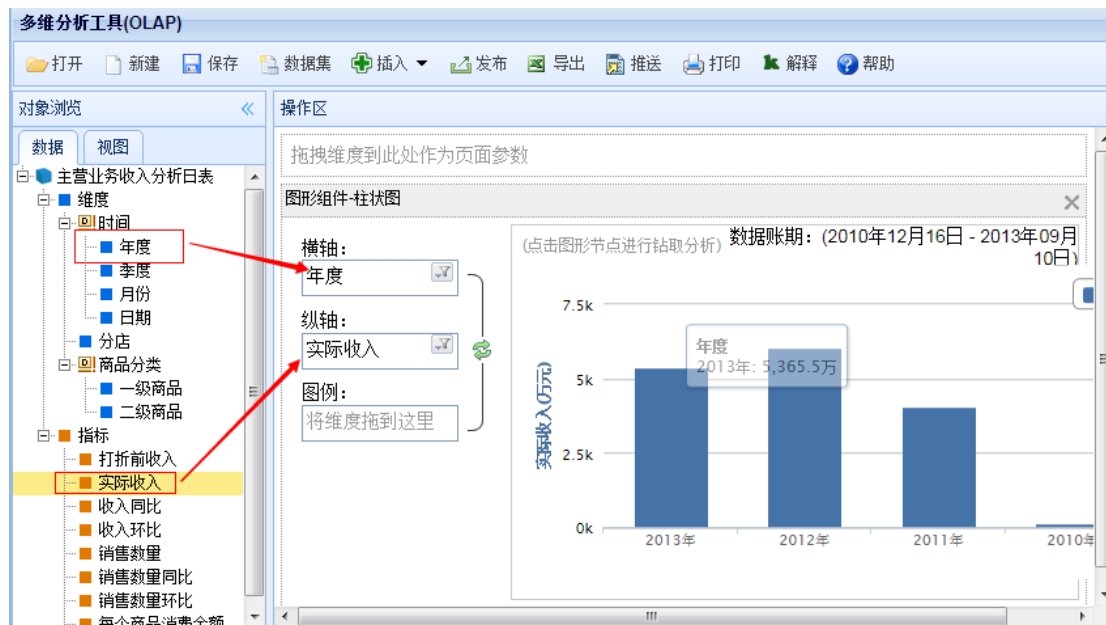 多维分析工具(OLAP)
打开 新建 保存 数据集 插入 发布 导出 推送 打印 解释 帮助
对象浏览
操作区
数据 视图
主营业务收入分析日表
维度
时间
年度
季度
月份
日期
分店
商品分类
一级商品
二级商品
指标
打折前收入
实际收入
收入同比
收入环比
销售数量
销售数量同比
销售数量环比
每个商品消费金额
拖拽维度到此处作为页面参数
图形组件-柱状图
横轴：
年度
纵轴：
实际收入
图例：
将维度拖到这里
(点击图形节点进行钻取分析)
数据账期：(2010年12月16日 - 2013年09月
10日)
实际收入(万元)
7.5k
5k
2.5k
0k
年度
2013年: 5,365.5万
2013年 2012年 2011年 2010年